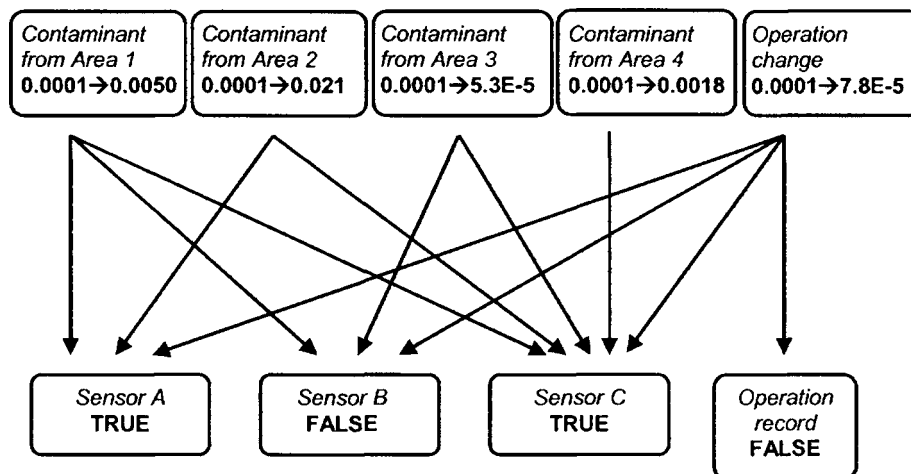 Contaminant
from Area 1
0.0001→0.0050
Contaminant
from Area 2
0.0001→0.021
Contaminant
from Area 3
0.0001→5.3E-5
Contaminant
from Area 4
0.0001→0.0018
Operation
change
0.0001→7.8E-5
Sensor A
TRUE
Sensor B
FALSE
Sensor C
TRUE
Operation
record
FALSE